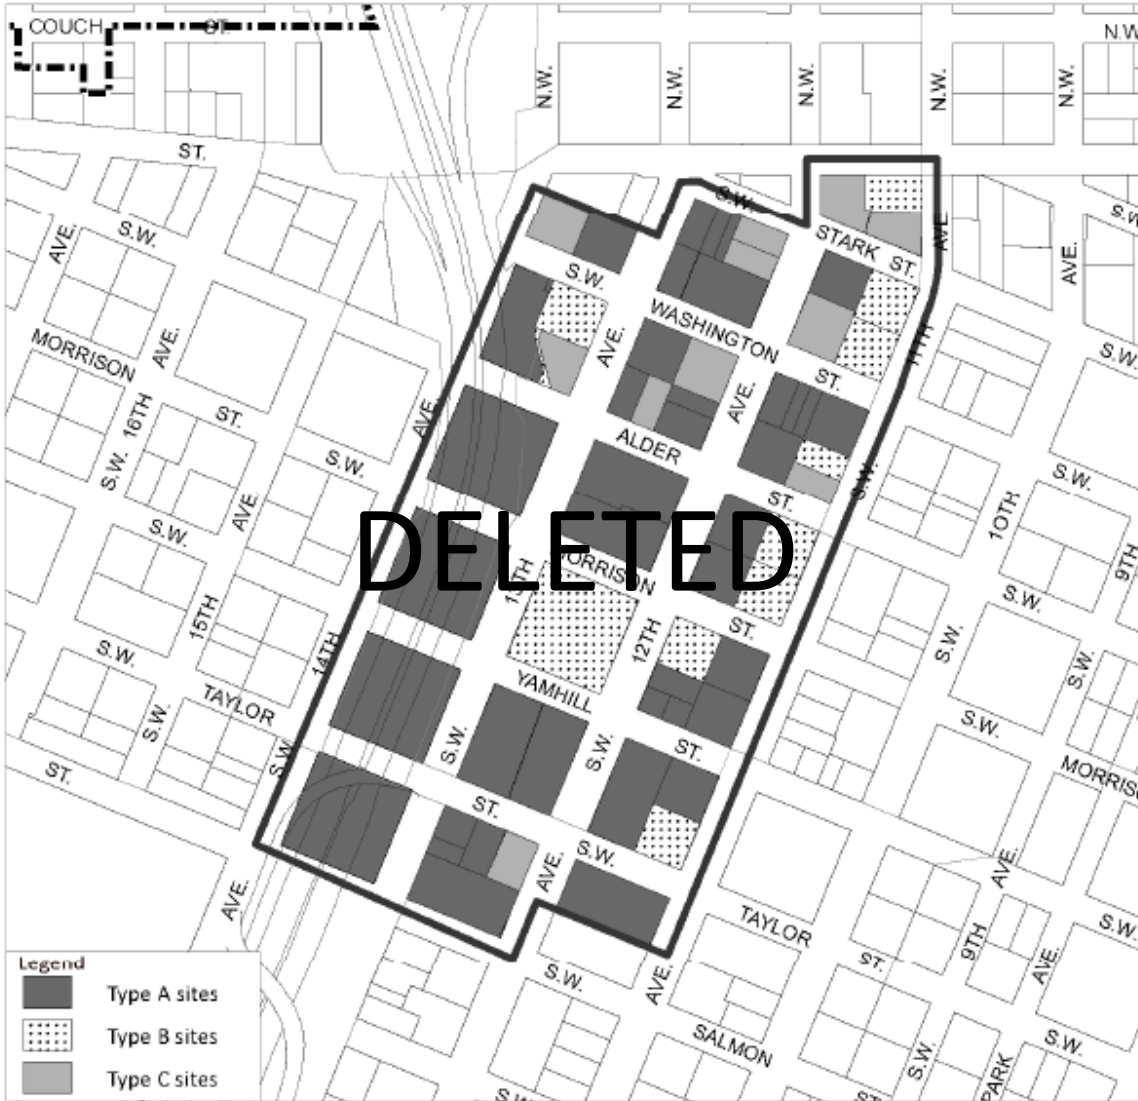 COUCH ST.
N.W.
N.W.
N.W.
N.W.
N.W.
N.W.
ST.
S.W.
S.W.
AVE.
S.W.
STARK ST.
AVE.
AVE.
S.W.
S.W.
WASHINGTON ST.
AVE.
11TH
MORRISON ST.
AVE.
AVE.
S.W.
AVE.
ALDER ST.
S.W.
S.W. 16TH
S.W.
S.W.
AVE.
S.W.
10TH
DELETED
MORRISON ST.
13TH
9TH
S.W.
15TH
14TH
12TH
S.W.
S.W.
S.W.
TAYLOR
S.W.
YAMHILL ST.
S.W.
ST.
S.W.
S.W.
S.W.
ST.
MORRISO
S.W.
AVE.
AVE.
AVE.
TAYLOR ST.
9TH
S.W.
AVE.
S.W.
AVE.
SALMON ST.
S.W.
S.W.
PARK
S.W.
Legend
Type A sites
Type B sites
Type C sites